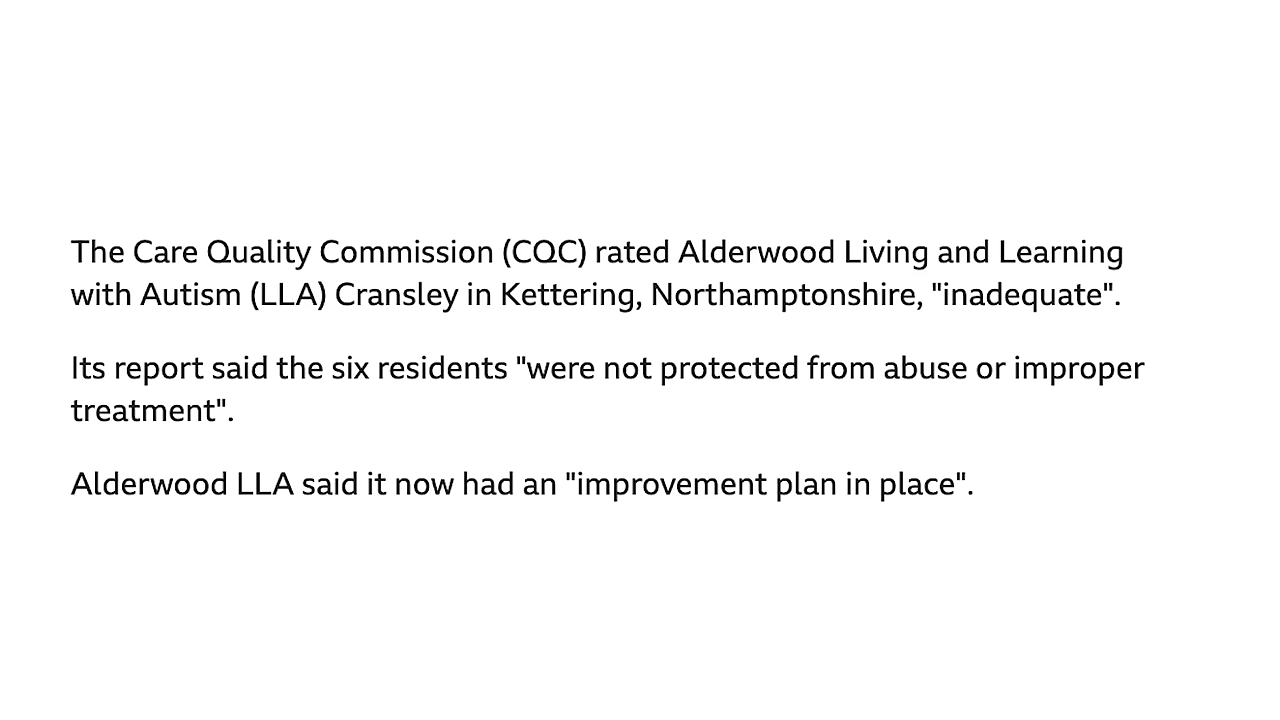 The Care Quality Commission (CQC) rated Alderwood Living and Learning
with Autism (LLA) Cransley in Kettering, Northamptonshire, "inadequate".
Its report said the six residents "were not protected from abuse or improper
treatment".
Alderwood LLA said it now had an "improvement plan in place".